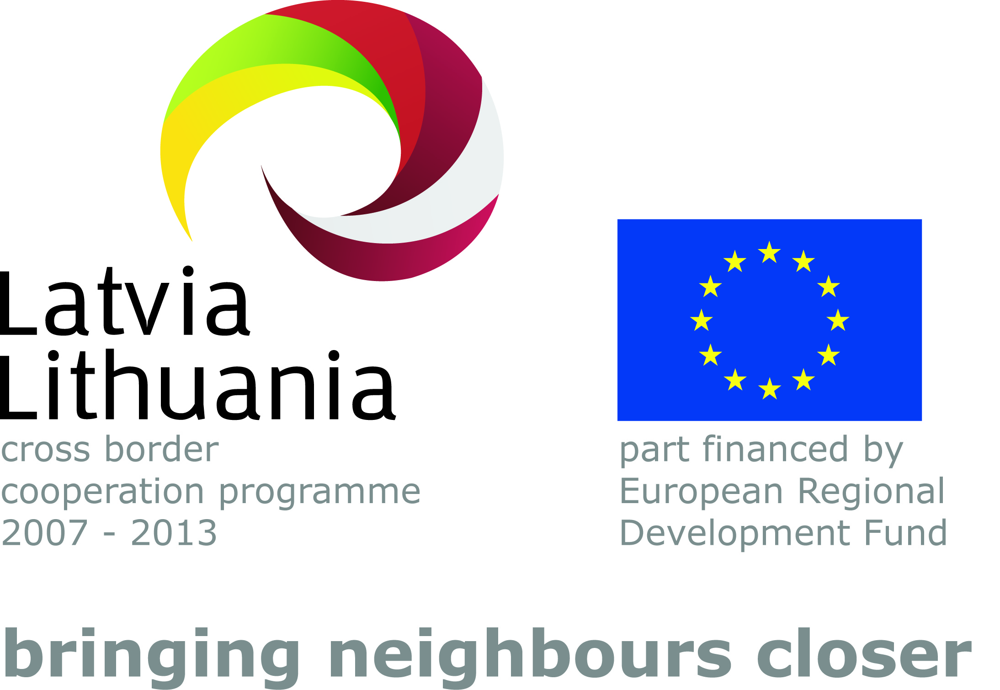 Latvia
Lithuania
cross border
cooperation programme
2007 - 2013
part financed by
European Regional
Development Fund
bringing neighbours closer